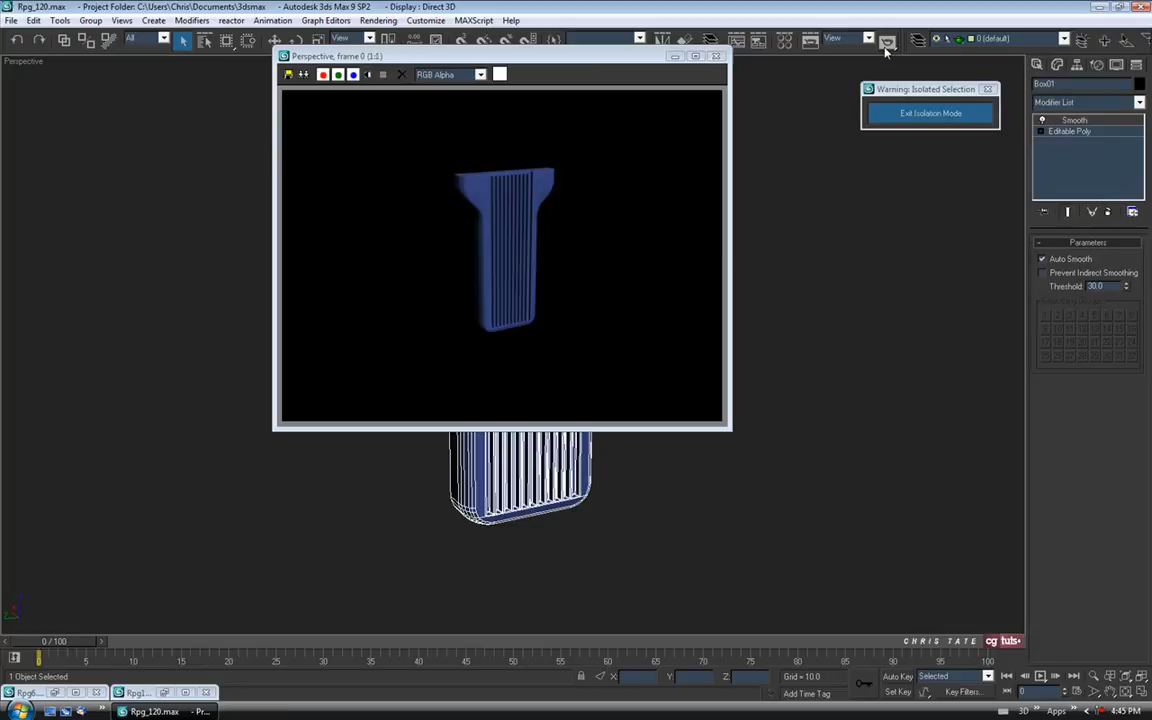 Rpg_120.max - Project Folder: C:\Users\Chris\Documents\3dsmax - Autodesk 3ds Max 9 SP2 - Display : Direct 3D
File Edit Tools Group Views Create Modifiers reactor Animation Graph Editors Rendering Customize MAXScript Help
All View View 0 (default)
Perspective
Perspective, frame 0 (1:1)
RGB Alpha
Warning: Isolated Selection
Exit Isolation Mode
Box01
Modifier List
Smooth
Editable Poly
Parameters
Auto Smooth
Prevent Indirect Smoothing
Threshold: 30.0
CHRIS TATE cg tuts+
0 / 100
0 5 10 15 20 25 30 35 40 45 50 55 60 65 70 75 80 85 90 95 100
1 Object Selected X: Y: Z: Grid = 10.0 Auto Key Selected
Add Time Tag Set Key Key Filters... 0
Rpg6... Rpg1...
Rpg_120.max - Pr... 3D Apps 4:45 PM